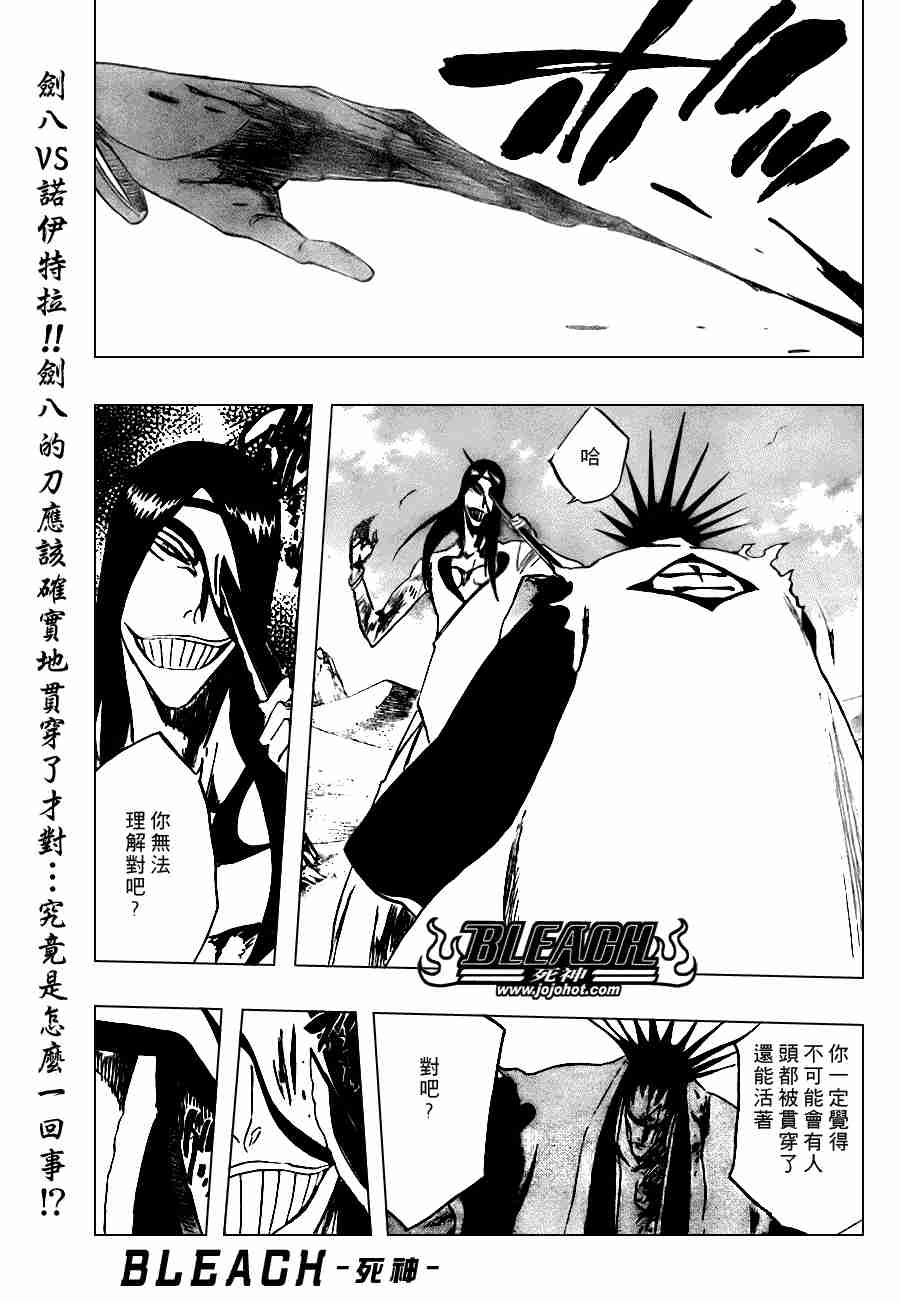 劍八VS諾伊特拉!!劍八的刀應該確實地貫穿了才對…究竟是怎麼一回事!?
哈
你無法
理解對吧?
BLEACH
死神
www.jojohot.com
你一定覺得
不可能會有人
頭都被貫穿了
還能活著
對吧?
BLEACH-死神-